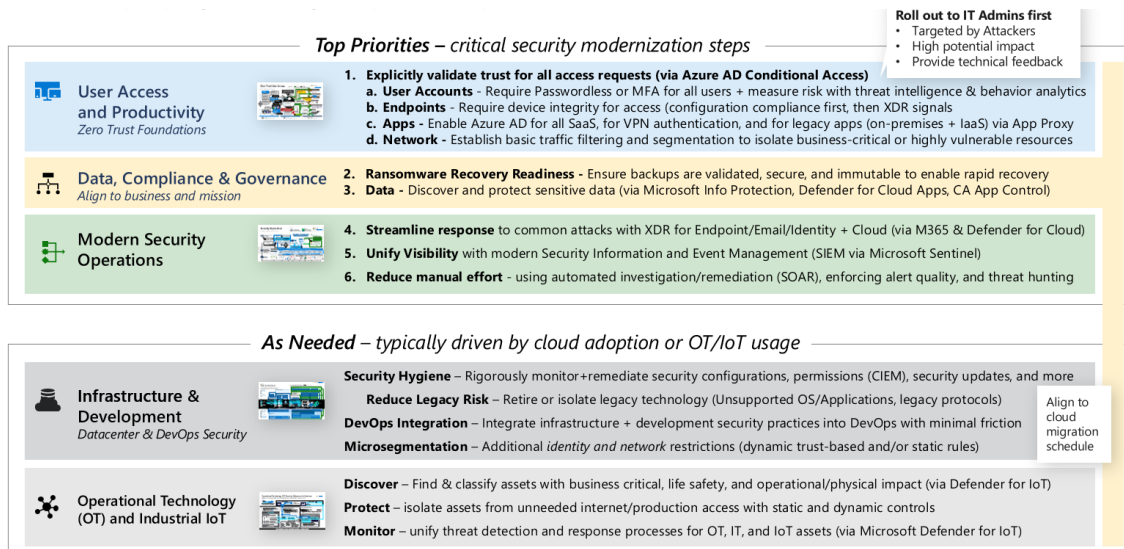 Roll out to IT Admins first
• Targeted by Attackers
• High potential impact
• Provide technical feedback
Top Priorities – critical security modernization steps
User Access
and Productivity
Zero Trust Foundations
1. Explicitly validate trust for all access requests (via Azure AD Conditional Access)
a. User Accounts - Require Passwordless or MFA for all users + measure risk with threat intelligence & behavior analytics
b. Endpoints - Require device integrity for access (configuration compliance first, then XDR signals
c. Apps - Enable Azure AD for all SaaS, for VPN authentication, and for legacy apps (on-premises + IaaS) via App Proxy
d. Network - Establish basic traffic filtering and segmentation to isolate business-critical or highly vulnerable resources
Data, Compliance & Governance
Align to business and mission
2. Ransomware Recovery Readiness - Ensure backups are validated, secure, and immutable to enable rapid recovery
3. Data - Discover and protect sensitive data (via Microsoft Info Protection, Defender for Cloud Apps, CA App Control)
Modern Security
Operations
4. Streamline response to common attacks with XDR for Endpoint/Email/Identity + Cloud (via M365 & Defender for Cloud)
5. Unify Visibility with modern Security Information and Event Management (SIEM via Microsoft Sentinel)
6. Reduce manual effort - using automated investigation/remediation (SOAR), enforcing alert quality, and threat hunting
As Needed – typically driven by cloud adoption or OT/IoT usage
Infrastructure &
Development
Datacenter & DevOps Security
Security Hygiene – Rigorously monitor+remediate security configurations, permissions (CIEM), security updates, and more
Reduce Legacy Risk – Retire or isolate legacy technology (Unsupported OS/Applications, legacy protocols)
DevOps Integration – Integrate infrastructure + development security practices into DevOps with minimal friction
Microsegmentation – Additional identity and network restrictions (dynamic trust-based and/or static rules)
Align to
cloud
migration
schedule
Operational Technology
(OT) and Industrial IoT
Discover – Find & classify assets with business critical, life safety, and operational/physical impact (via Defender for IoT)
Protect – isolate assets from unneeded internet/production access with static and dynamic controls
Monitor – unify threat detection and response processes for OT, IT, and IoT assets (via Microsoft Defender for IoT)